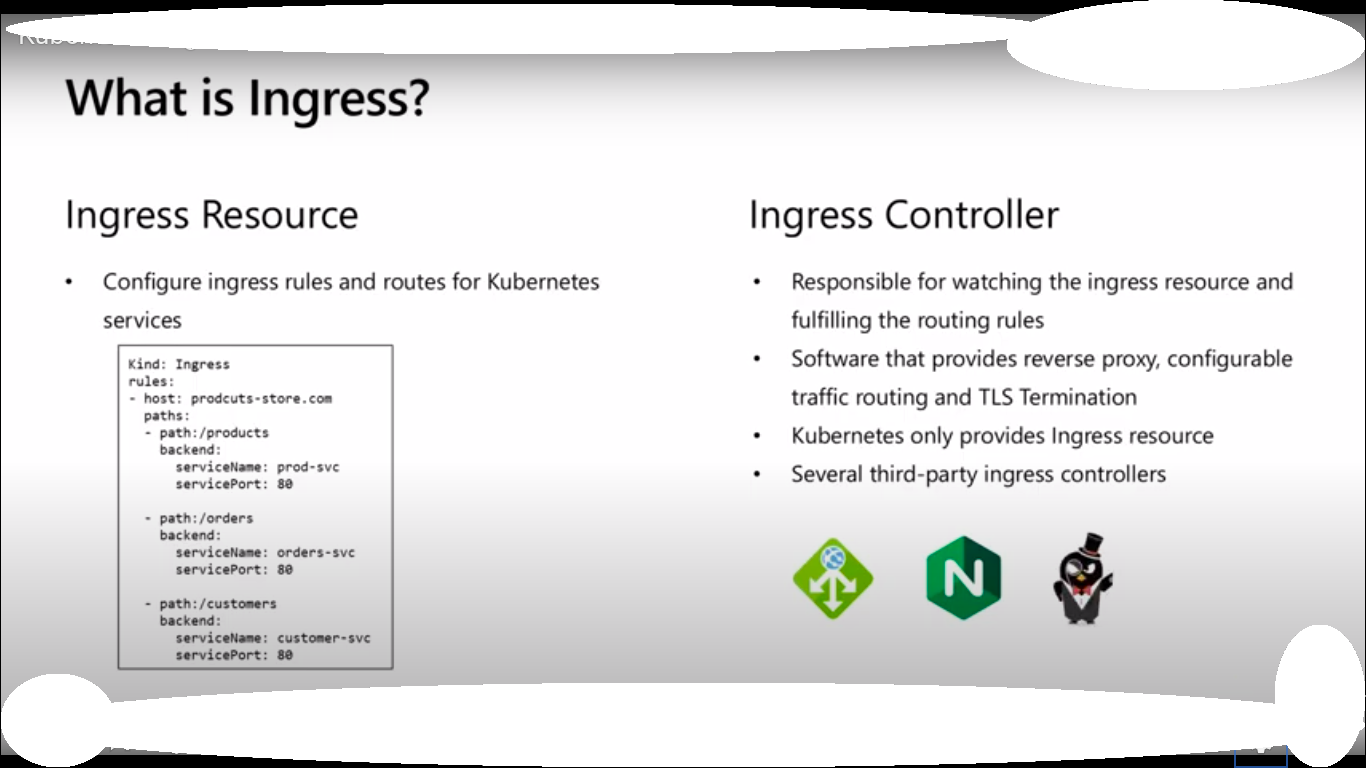 What is Ingress?
Ingress Resource
• Configure ingress rules and routes for Kubernetes
services
Kind: Ingress
rules:
- host: prodcuts-store.com
paths:
- path:/products
backend:
serviceName: prod-svc
servicePort: 80
- path:/orders
backend:
serviceName: orders-svc
servicePort: 80
- path:/customers
backend:
serviceName: customer-svc
servicePort: 80
Ingress Controller
• Responsible for watching the ingress resource and
fulfilling the routing rules
• Software that provides reverse proxy, configurable
traffic routing and TLS Termination
• Kubernetes only provides Ingress resource
• Several third-party ingress controllers
N